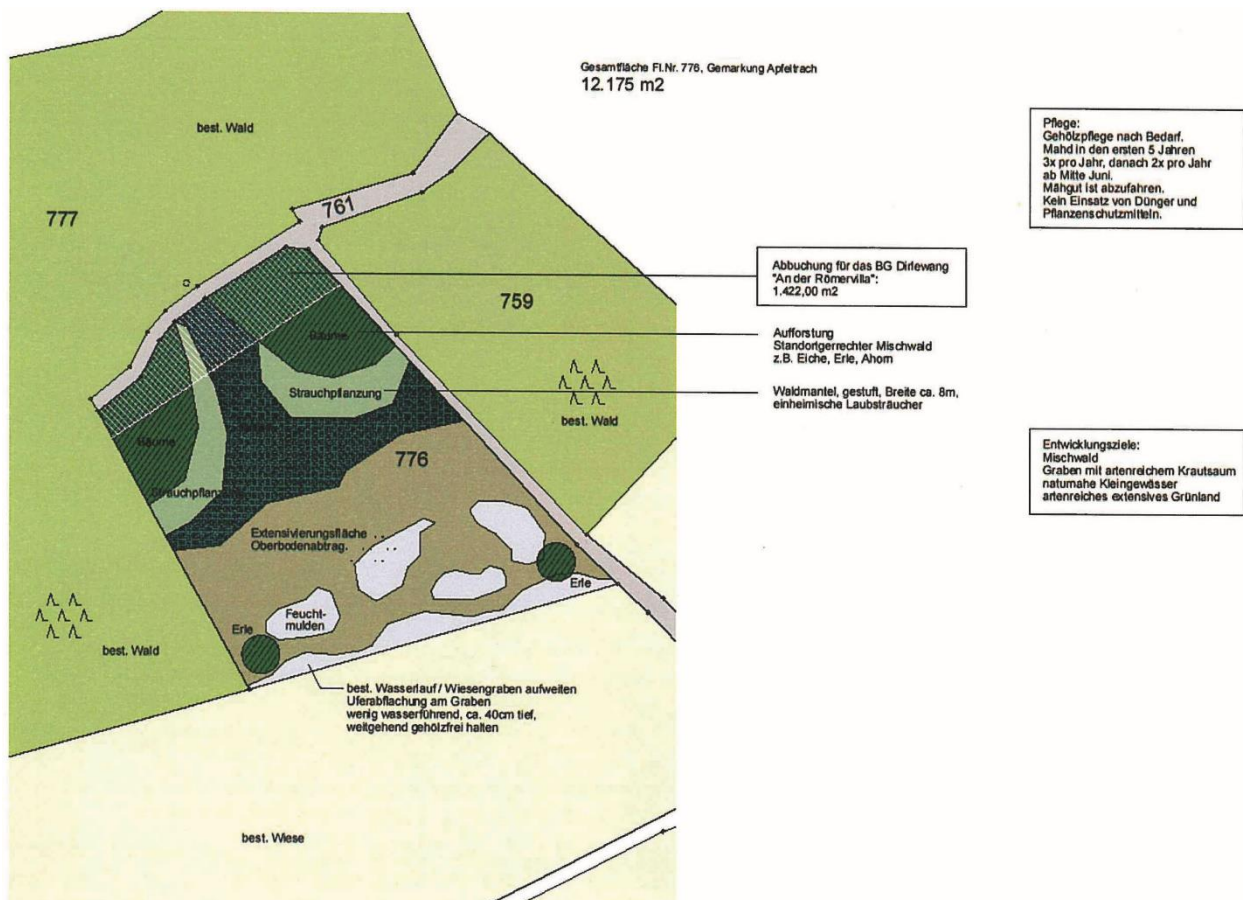 Gesamtfläche Fl.Nr. 776, Gemarkung Apfeltrach
12.175 m2
best. Wald
Pflege:
Gehölzpflege nach Bedarf.
Mahd in den ersten 5 Jahren
3x pro Jahr, danach 2x pro Jahr
ab Mitte Juni.
Mähgut ist abzufahren.
Kein Einsatz von Dünger und
Pflanzenschutzmitteln.
777
761
Abbuchung für das BG Dirlewang
"An der Römervilla":
1.422,00 m2
759
Bäume
Aufforstung
Standortgerechter Mischwald
z.B. Eiche, Erle, Ahorn
Strauchpflanzung
Waldmantel, gestuft, Breite ca. 8m,
einheimische Laubsträucher
best. Wald
Bäume
776
Entwicklungsziele:
Mischwald
Graben mit artenreichem Krautsaum
naturnahe Kleingewässer
artenreiches extensives Grünland
Strauchpflanzung
Extensivierungsfläche
Oberbodenabtrag.
Erle
Feucht-
mulden
Erle
best. Wald
best. Wasserlauf / Wiesengraben aufweiten
Uferabflachung am Graben
wenig wasserführend, ca. 40cm tief,
weitgehend gehölzfrei halten
best. Wiese